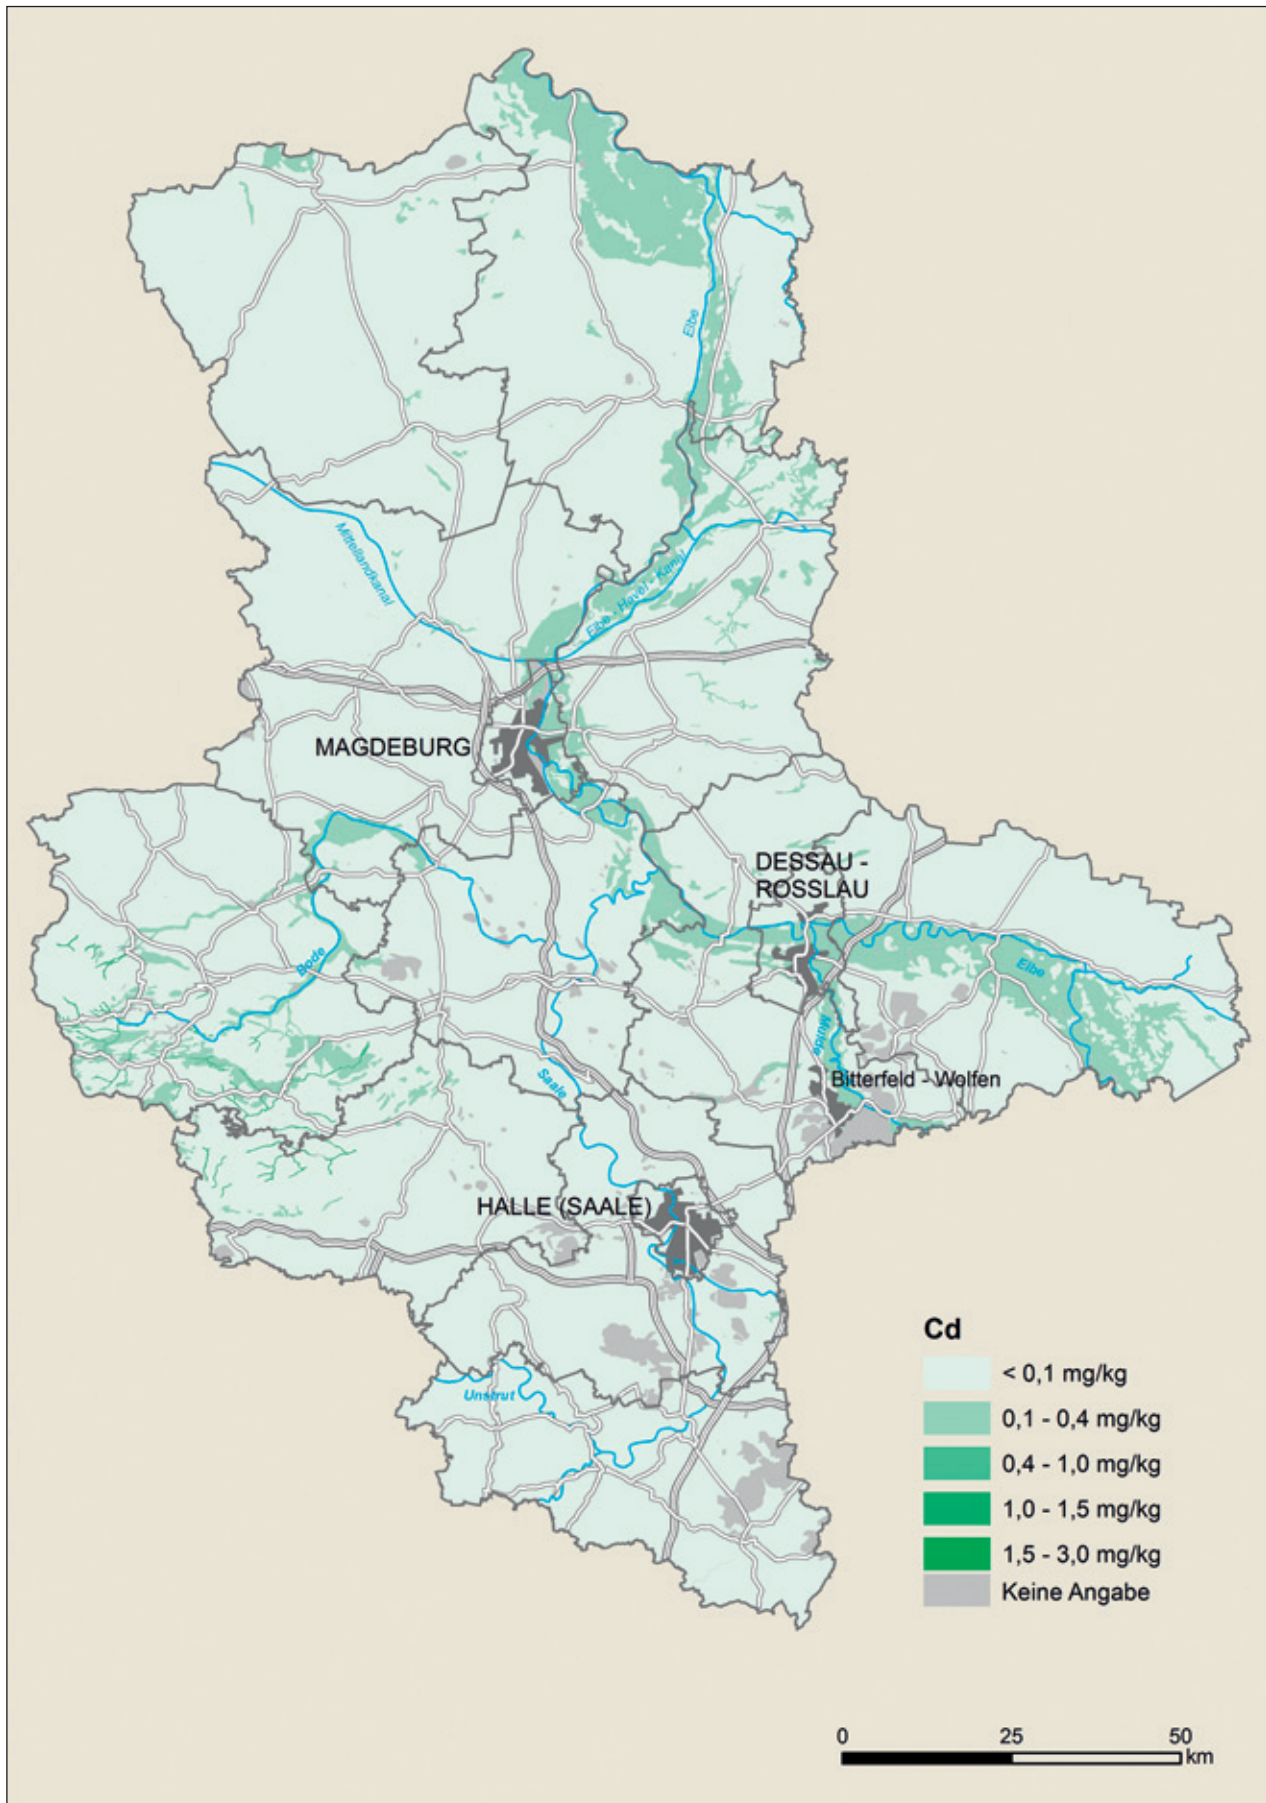 Elbe
Mittellandkanal
Elbe - Havel - Kanal
MAGDEBURG
DESSAU -
ROSSLAU
Bode
Elbe
Mulde
Saale
Bitterfeld - Wolfen
HALLE (SAALE)
Unstrut
Cd
< 0,1 mg/kg
0,1 - 0,4 mg/kg
0,4 - 1,0 mg/kg
1,0 - 1,5 mg/kg
1,5 - 3,0 mg/kg
Keine Angabe
0 25 50
km